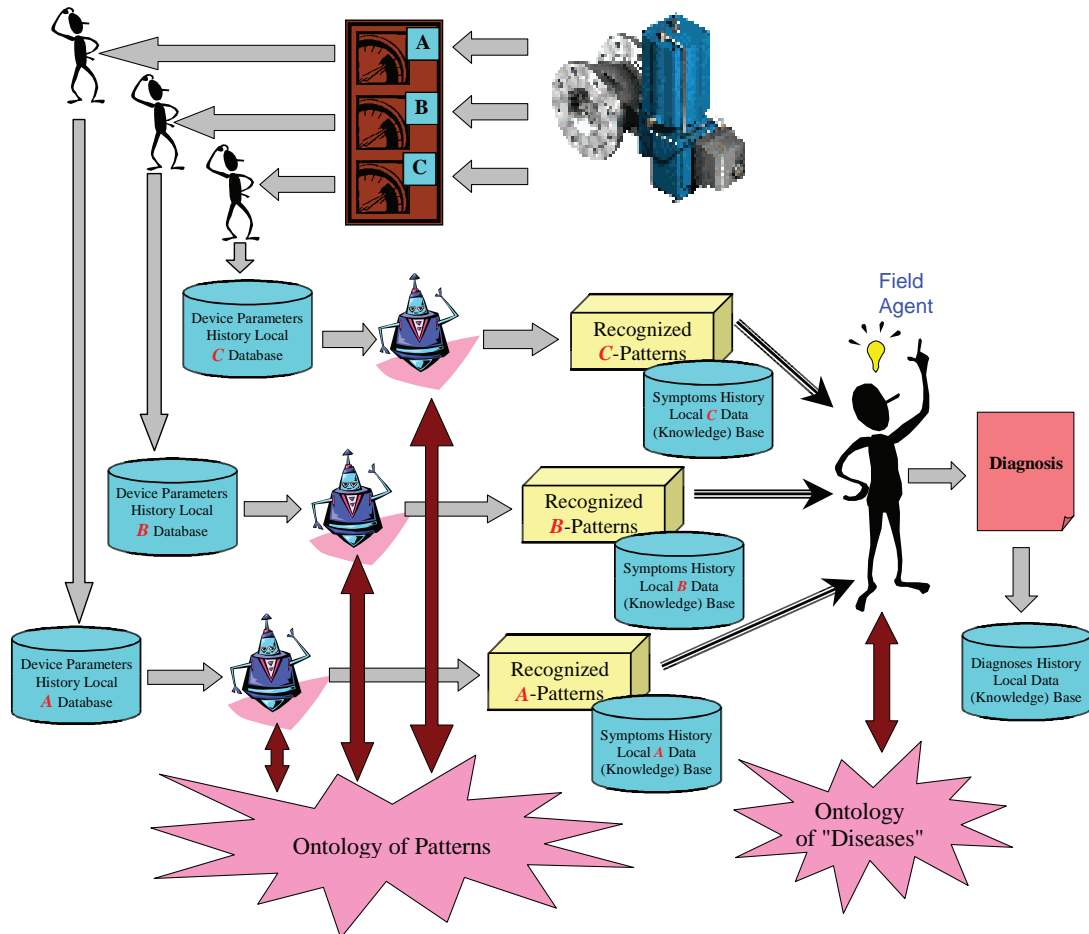 A
B
C
Field
Agent
Device Parameters
History Local
C Database
Recognized
C-Patterns
Symptoms History
Local C Data
(Knowledge) Base
Diagnosis
Device Parameters
History Local
B Database
Recognized
B-Patterns
Symptoms History
Local B Data
(Knowledge) Base
Device Parameters
History Local
A Database
Recognized
A-Patterns
Symptoms History
Local A Data
(Knowledge) Base
Diagnoses History
Local Data
(Knowledge) Base
Ontology of Patterns
Ontology
of "Diseases"